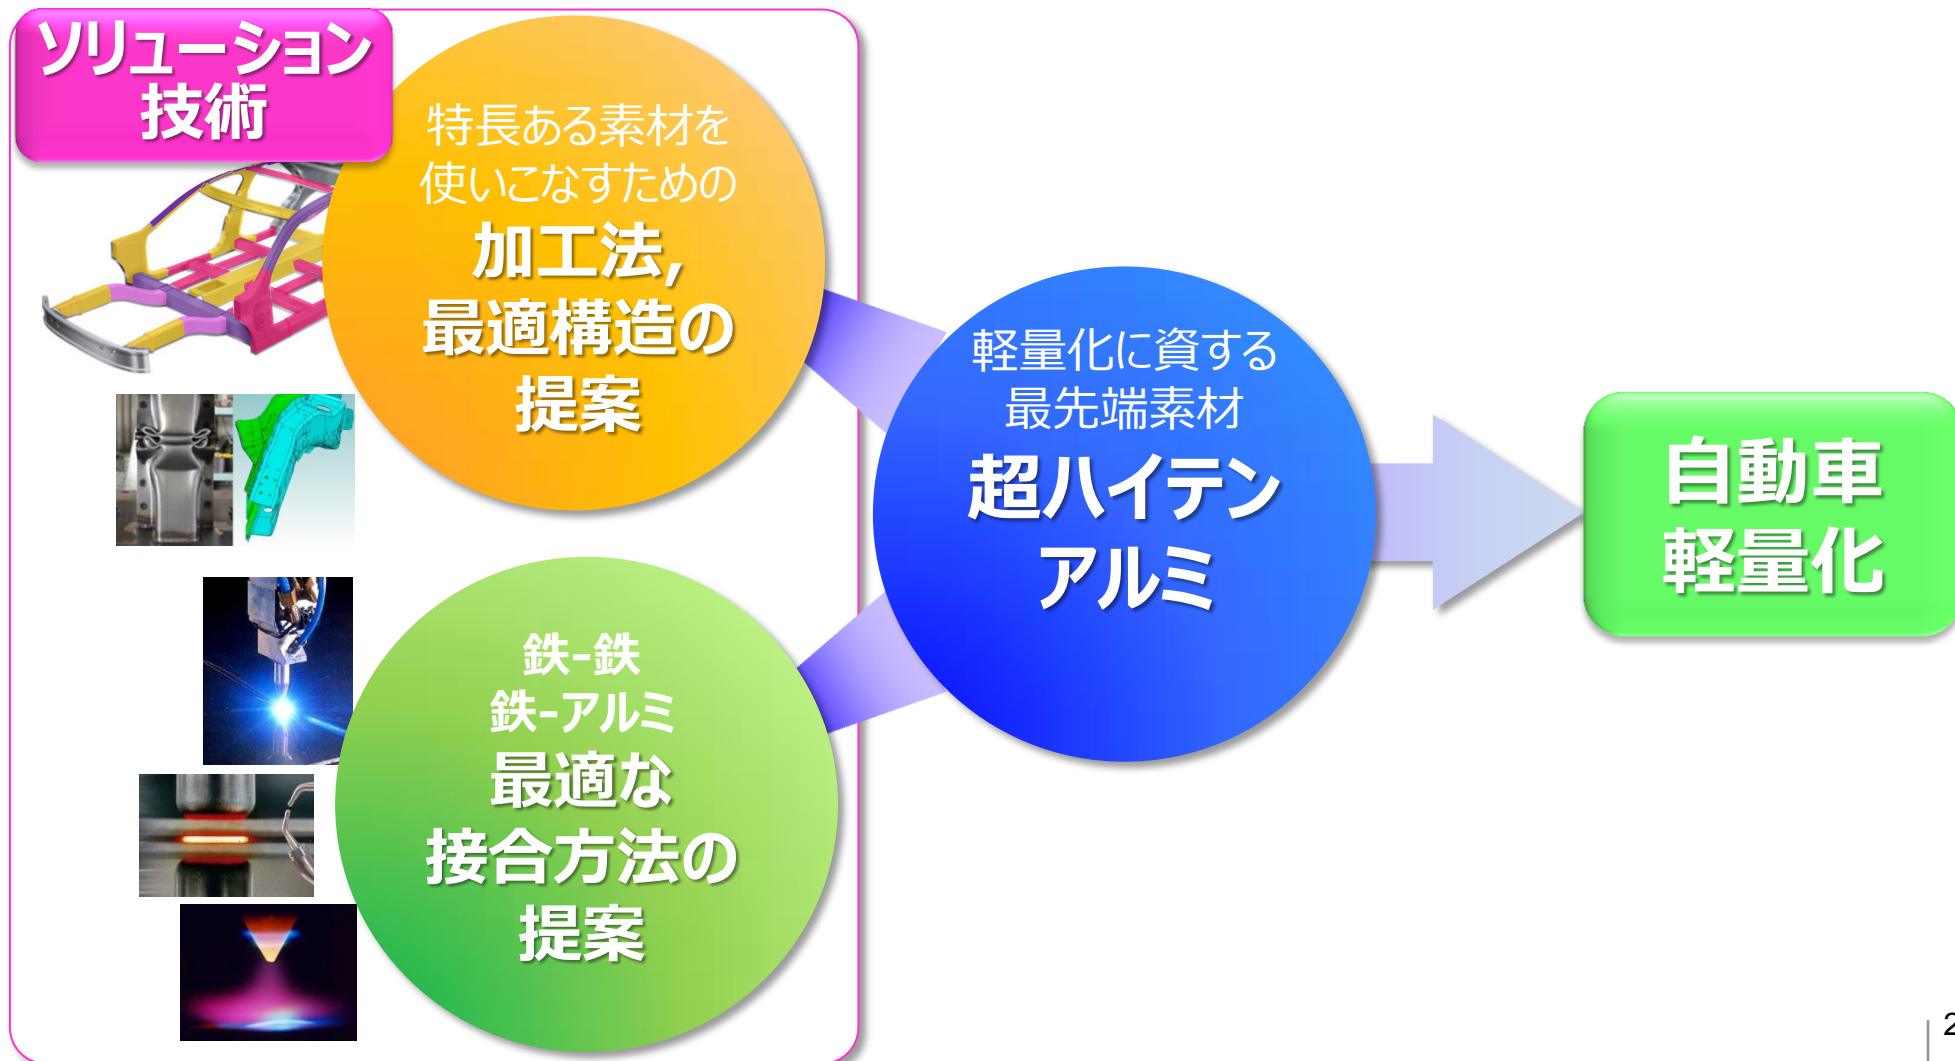 ソリューション
技術
特長ある素材を
使いこなすための
加工法,
最適構造の
提案
鉄-鉄
鉄-アルミ
最適な
接合方法の
提案
軽量化に資する
最先端素材
超ハイテン
アルミ
自動車
軽量化